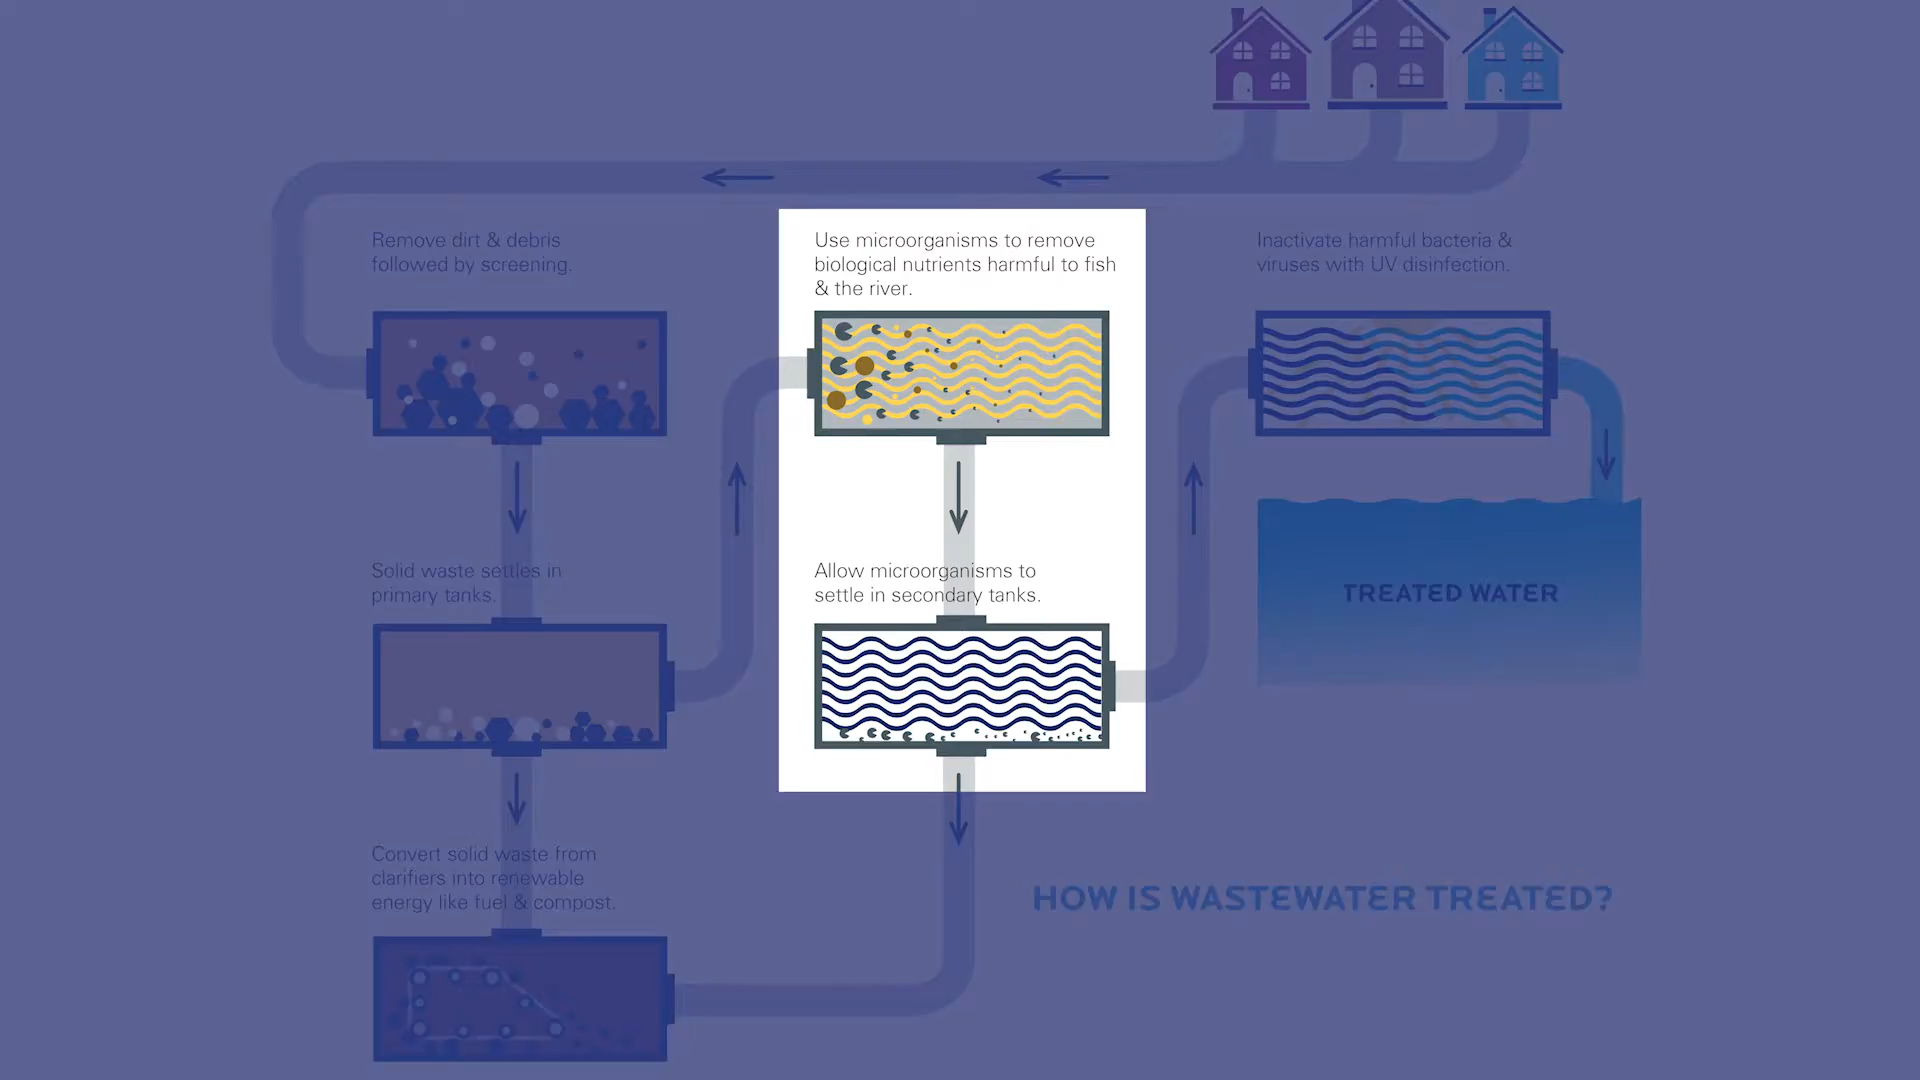 Remove dirt & debris
followed by screening.
Solid waste settles in
primary tanks.
Convert solid waste from
clarifiers into renewable
energy like fuel & compost.
Use microorganisms to remove
biological nutrients harmful to fish
& the river.
Allow microorganisms to
settle in secondary tanks.
Inactivate harmful bacteria &
viruses with UV disinfection.
TREATED WATER
HOW IS WASTEWATER TREATED?